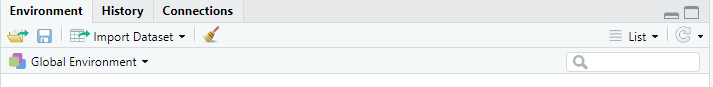 Environment History Connections
Import Dataset List
Global Environment